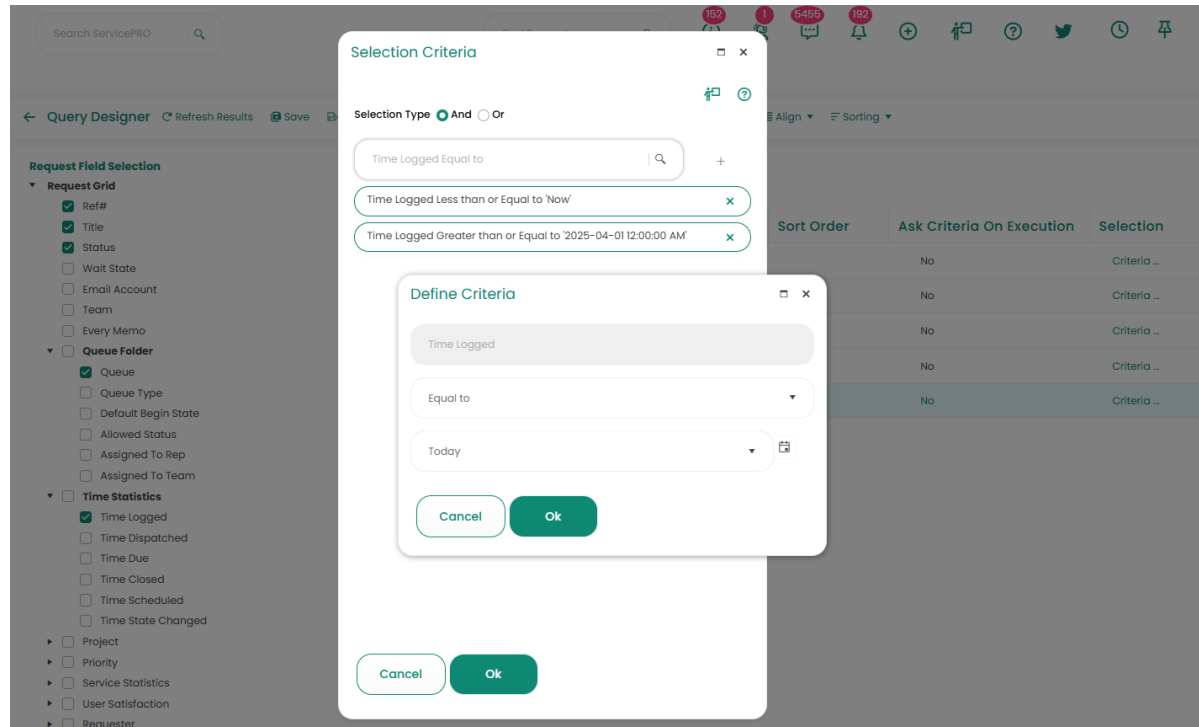 152
1
5455
192
Search ServicePRO
Selection Criteria
Query Designer
Refresh Results
Save
Selection Type
And
Or
Align
Sorting
Time Logged Equal to
Request Field Selection
Request Grid
Ref#
Title
Status
Wait State
Email Account
Team
Every Memo
Queue Folder
Queue
Queue Type
Default Begin State
Allowed Status
Assigned To Rep
Assigned To Team
Time Statistics
Time Logged
Time Dispatched
Time Due
Time Closed
Time Scheduled
Time State Changed
Project
Priority
Service Statistics
User Satisfaction
Requester
Time Logged Less than or Equal to 'Now'
Time Logged Greater than or Equal to '2025-04-01 12:00:00 AM'
Sort Order
Ask Criteria On Execution
Selection
No
Criteria ...
No
Criteria ...
No
Criteria ...
No
Criteria ...
No
Criteria ...
Define Criteria
Time Logged
Equal to
Today
Cancel
Ok
Cancel
Ok